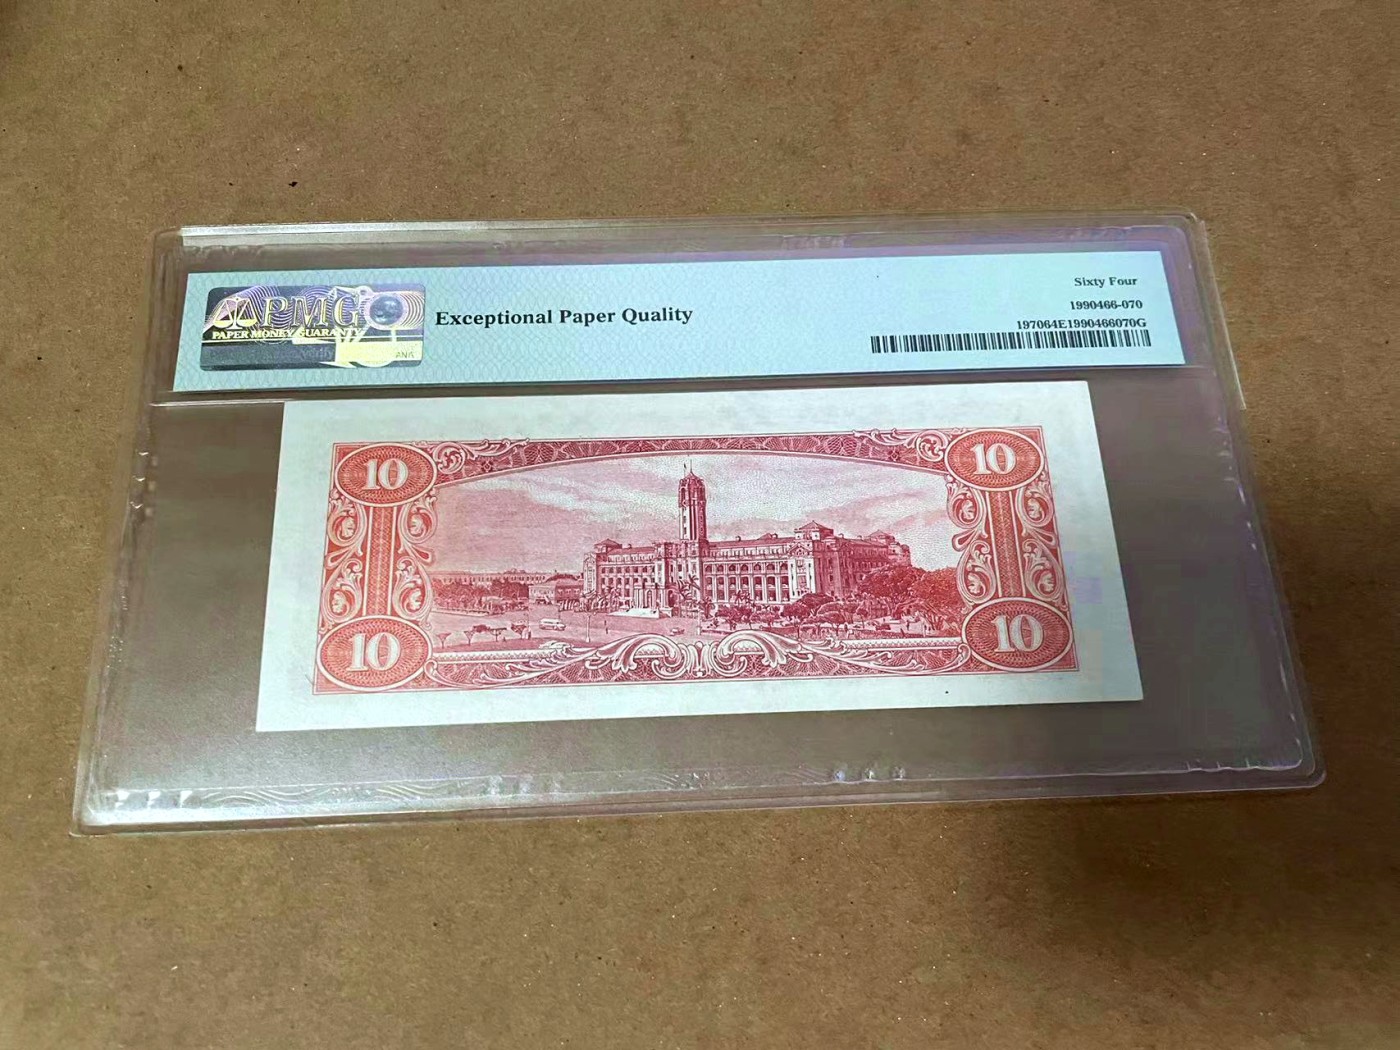 PMG
PAPER MONEY GUARANTY
Exceptional Paper Quality
Sixty Four
1990466-070
197064E1990466070G
10
10
10
10